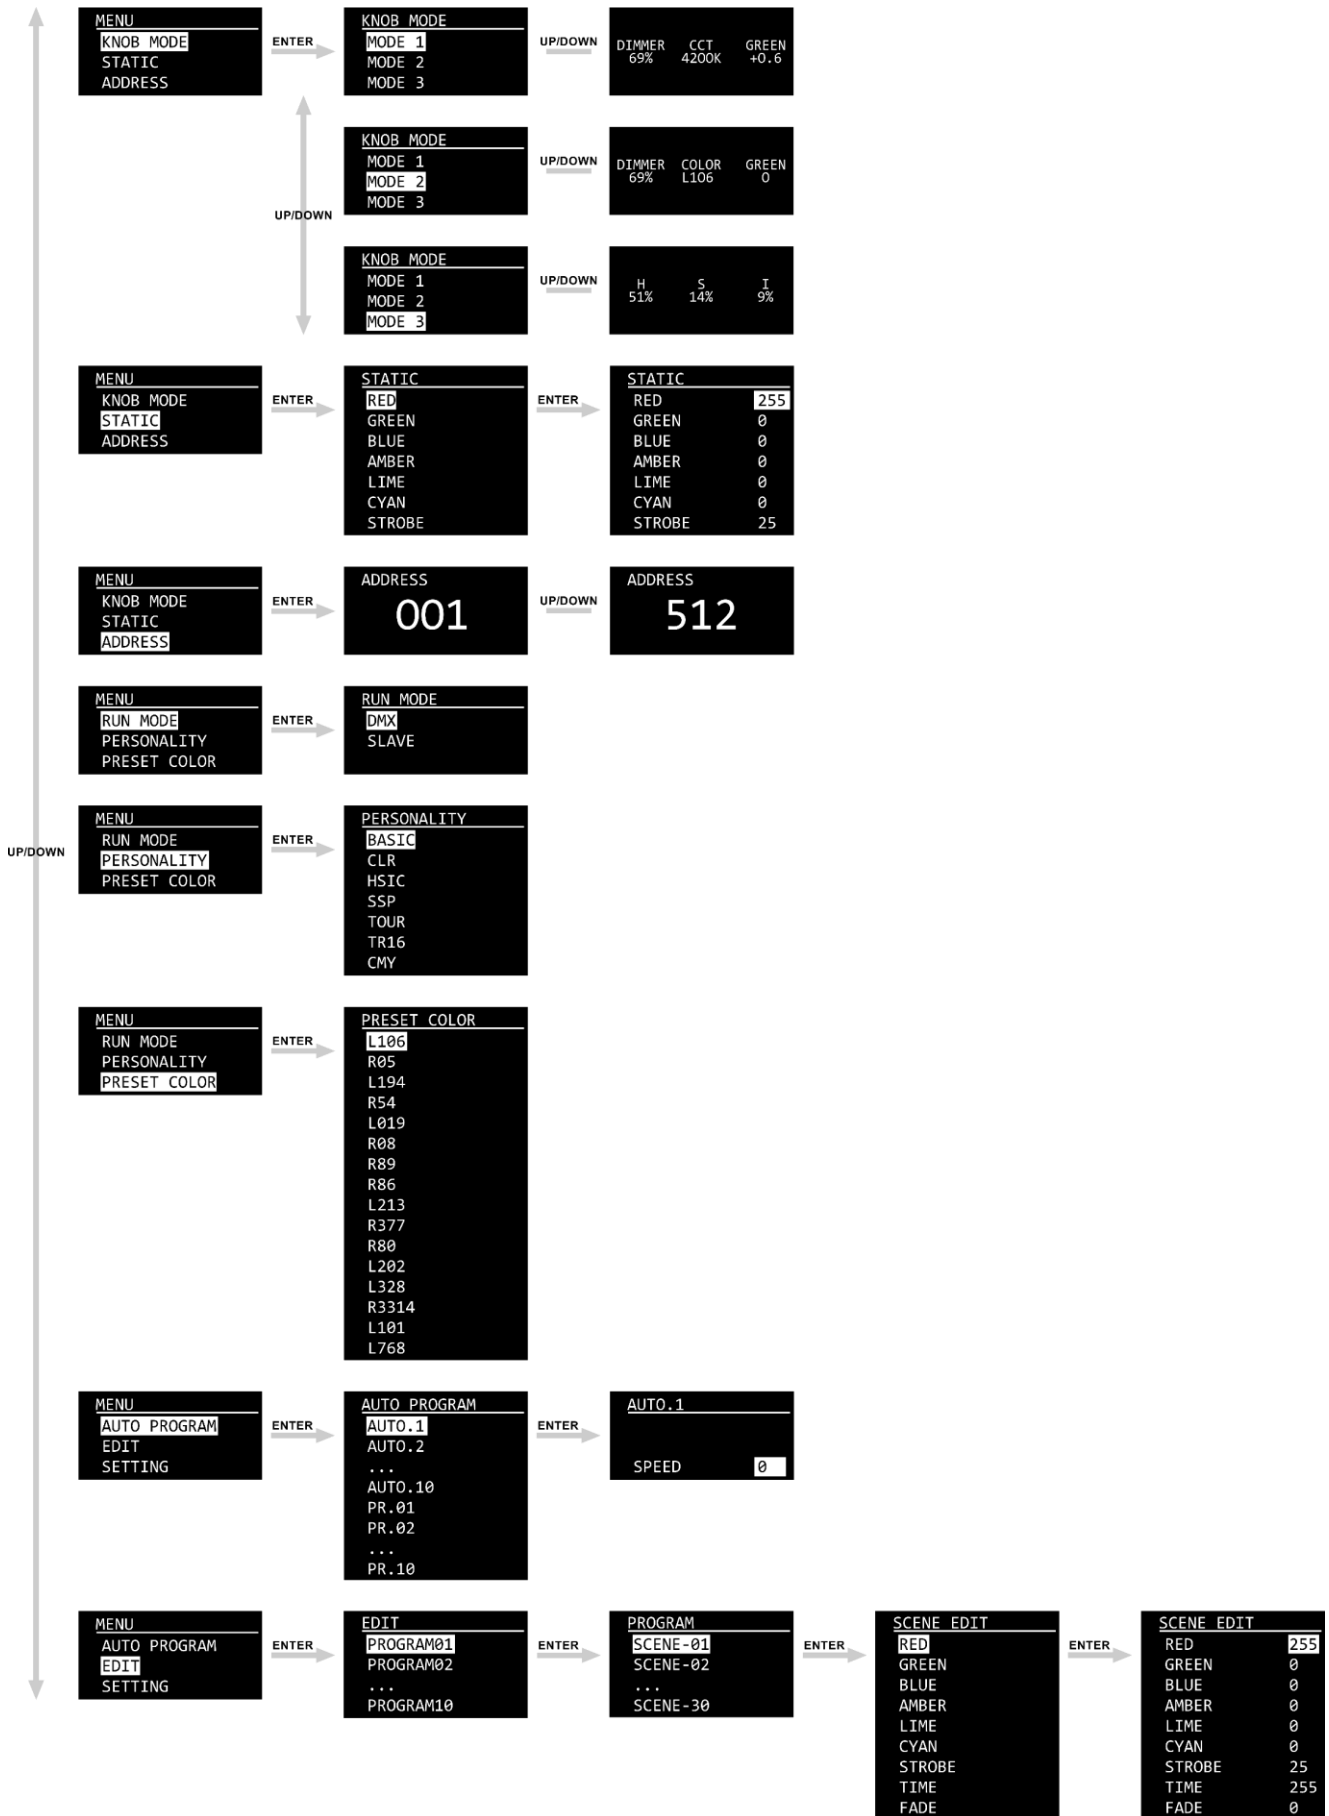 MENU
KNOB MODE
STATIC
ADDRESS
ENTER
KNOB MODE
MODE 1
MODE 2
MODE 3
UP/DOWN
DIMMER CCT GREEN
69% 4200K +0.6
UP/DOWN
KNOB MODE
MODE 1
MODE 2
MODE 3
UP/DOWN
DIMMER COLOR GREEN
69% L106 0
KNOB MODE
MODE 1
MODE 2
MODE 3
UP/DOWN
H S I
51% 14% 9%
MENU
KNOB MODE
STATIC
ADDRESS
ENTER
STATIC
RED
GREEN
BLUE
AMBER
LIME
CYAN
STROBE
ENTER
STATIC
RED 255
GREEN 0
BLUE 0
AMBER 0
LIME 0
CYAN 0
STROBE 25
MENU
KNOB MODE
STATIC
ADDRESS
ENTER
ADDRESS
001
UP/DOWN
ADDRESS
512
MENU
RUN MODE
PERSONALITY
PRESET COLOR
ENTER
RUN MODE
DMX
SLAVE
UP/DOWN
MENU
RUN MODE
PERSONALITY
PRESET COLOR
ENTER
PERSONALITY
BASIC
CLR
HSIC
SSP
TOUR
TR16
CMY
MENU
RUN MODE
PERSONALITY
PRESET COLOR
ENTER
PRESET COLOR
L106
R05
L194
R54
L019
R08
R89
R86
L213
R377
R80
L202
L328
R3314
L101
L768
MENU
AUTO PROGRAM
EDIT
SETTING
ENTER
AUTO PROGRAM
AUTO.1
AUTO.2
...
AUTO.10
PR.01
PR.02
...
PR.10
ENTER
AUTO.1
SPEED 0
MENU
AUTO PROGRAM
EDIT
SETTING
ENTER
EDIT
PROGRAM01
PROGRAM02
...
PROGRAM10
ENTER
PROGRAM
SCENE-01
SCENE-02
...
SCENE-30
ENTER
SCENE EDIT
RED
GREEN
BLUE
AMBER
LIME
CYAN
STROBE
TIME
FADE
ENTER
SCENE EDIT
RED 255
GREEN 0
BLUE 0
AMBER 0
LIME 0
CYAN 0
STROBE 25
TIME 255
FADE 0